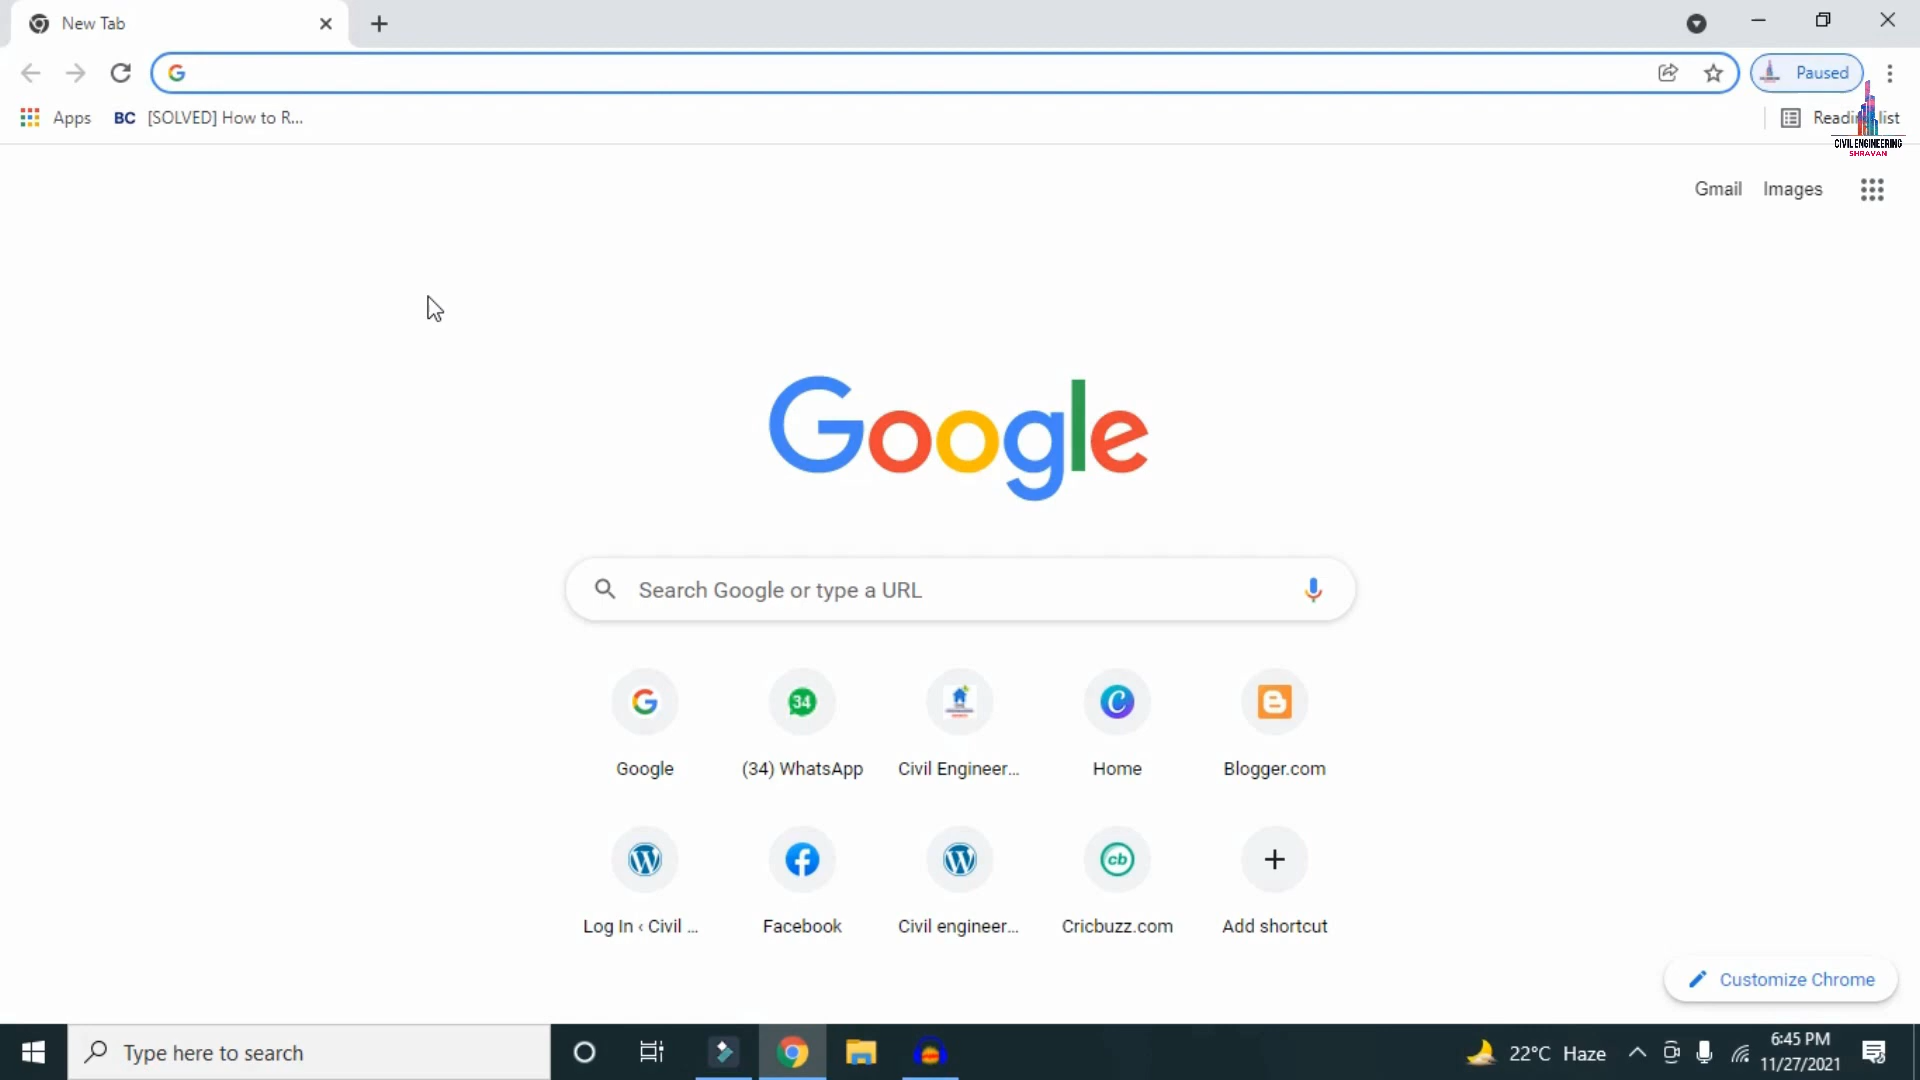 New Tab
Paused
Apps
BC [SOLVED] How to R...
Reading list
CIVIL ENGINEERING
SHRAVAN
Gmail Images
Google
Search Google or type a URL
34
Google
(34) WhatsApp
Civil Engineer...
Home
Blogger.com
cb
Log In ‹ Civil ...
Facebook
Civil engineer...
Cricbuzz.com
Add shortcut
Customize Chrome
Type here to search
22°C Haze
6:45 PM
11/27/2021